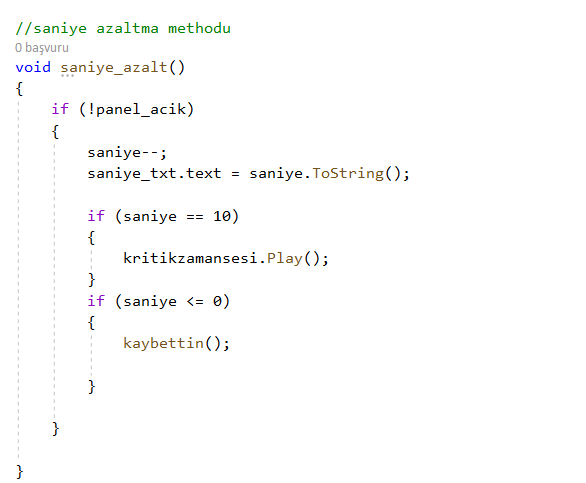 //saniye azaltma methodu
0 başvuru
void saniye_azalt()
{
    if (!panel_acik)
    {
        saniye--;
        saniye_txt.text = saniye.ToString();
        if (saniye == 10)
        {
            kritikzamansesi.Play();
        }
        if (saniye <= 0)
        {
            kaybettin();
        }
    }
}